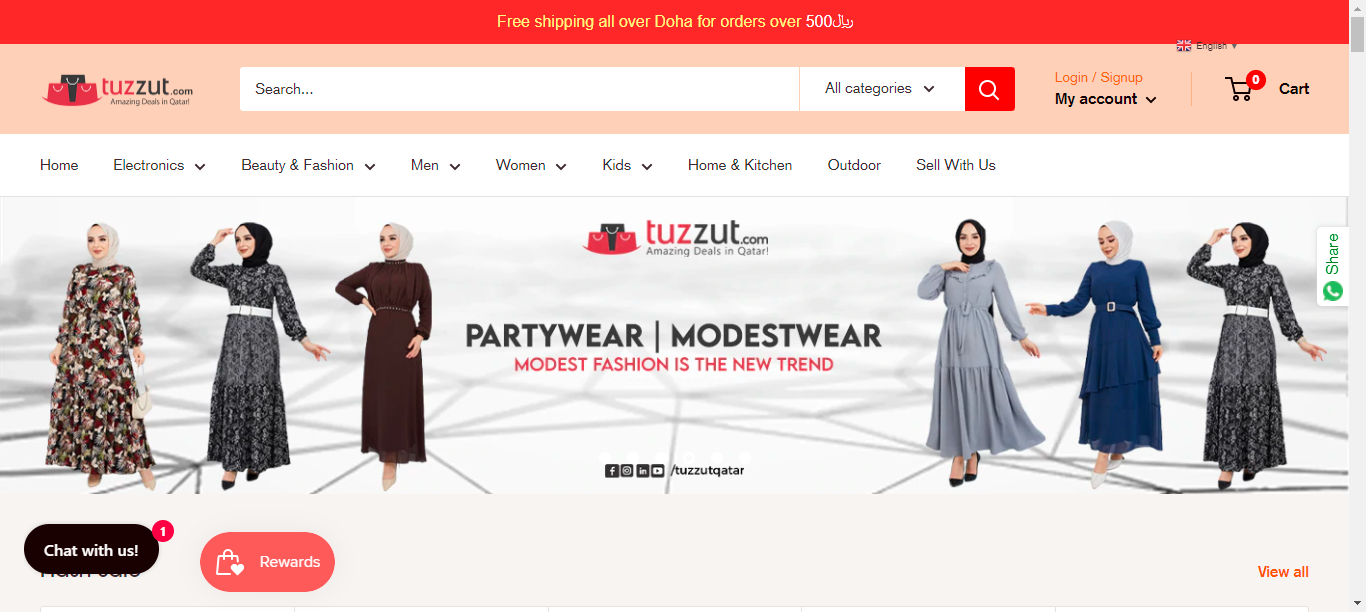 Free shipping all over Doha for orders over 500﷼
English ▼
tuzzut.com
Amazing Deals in Qatar!
Search...
All categories
Login / Signup
My account
0
Cart
Home
Electronics
Beauty & Fashion
Men
Women
Kids
Home & Kitchen
Outdoor
Sell With Us
tuzzut.com
Amazing Deals in Qatar!
Share
PARTYWEAR | MODESTWEAR
MODEST FASHION IS THE NEW TREND
/tuzzutqatar
Chat with us!
1
Rewards
View all